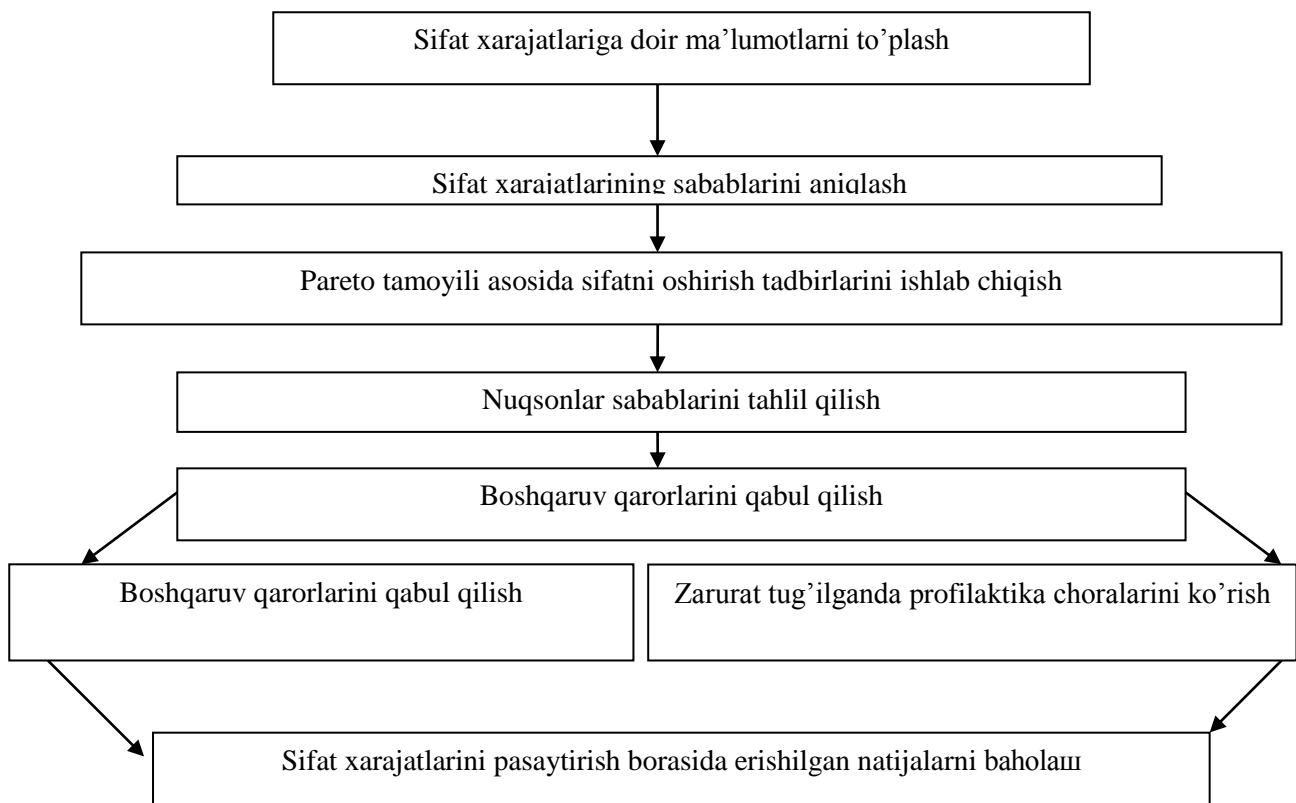 Sifat xarajatlariga doir ma’lumotlarni to’plash
Sifat xarajatlarining sabablarini aniqlash
Pareto tamoyili asosida sifatni oshirish tadbirlarini ishlab chiqish
Nuqsonlar sabablarini tahlil qilish
Boshqaruv qarorlarini qabul qilish
Boshqaruv qarorlarini qabul qilish
Zarurat tug’ilganda profilaktika choralarini ko’rish
Sifat xarajatlarini pasaytirish borasida erishilgan natijalarni baholaш